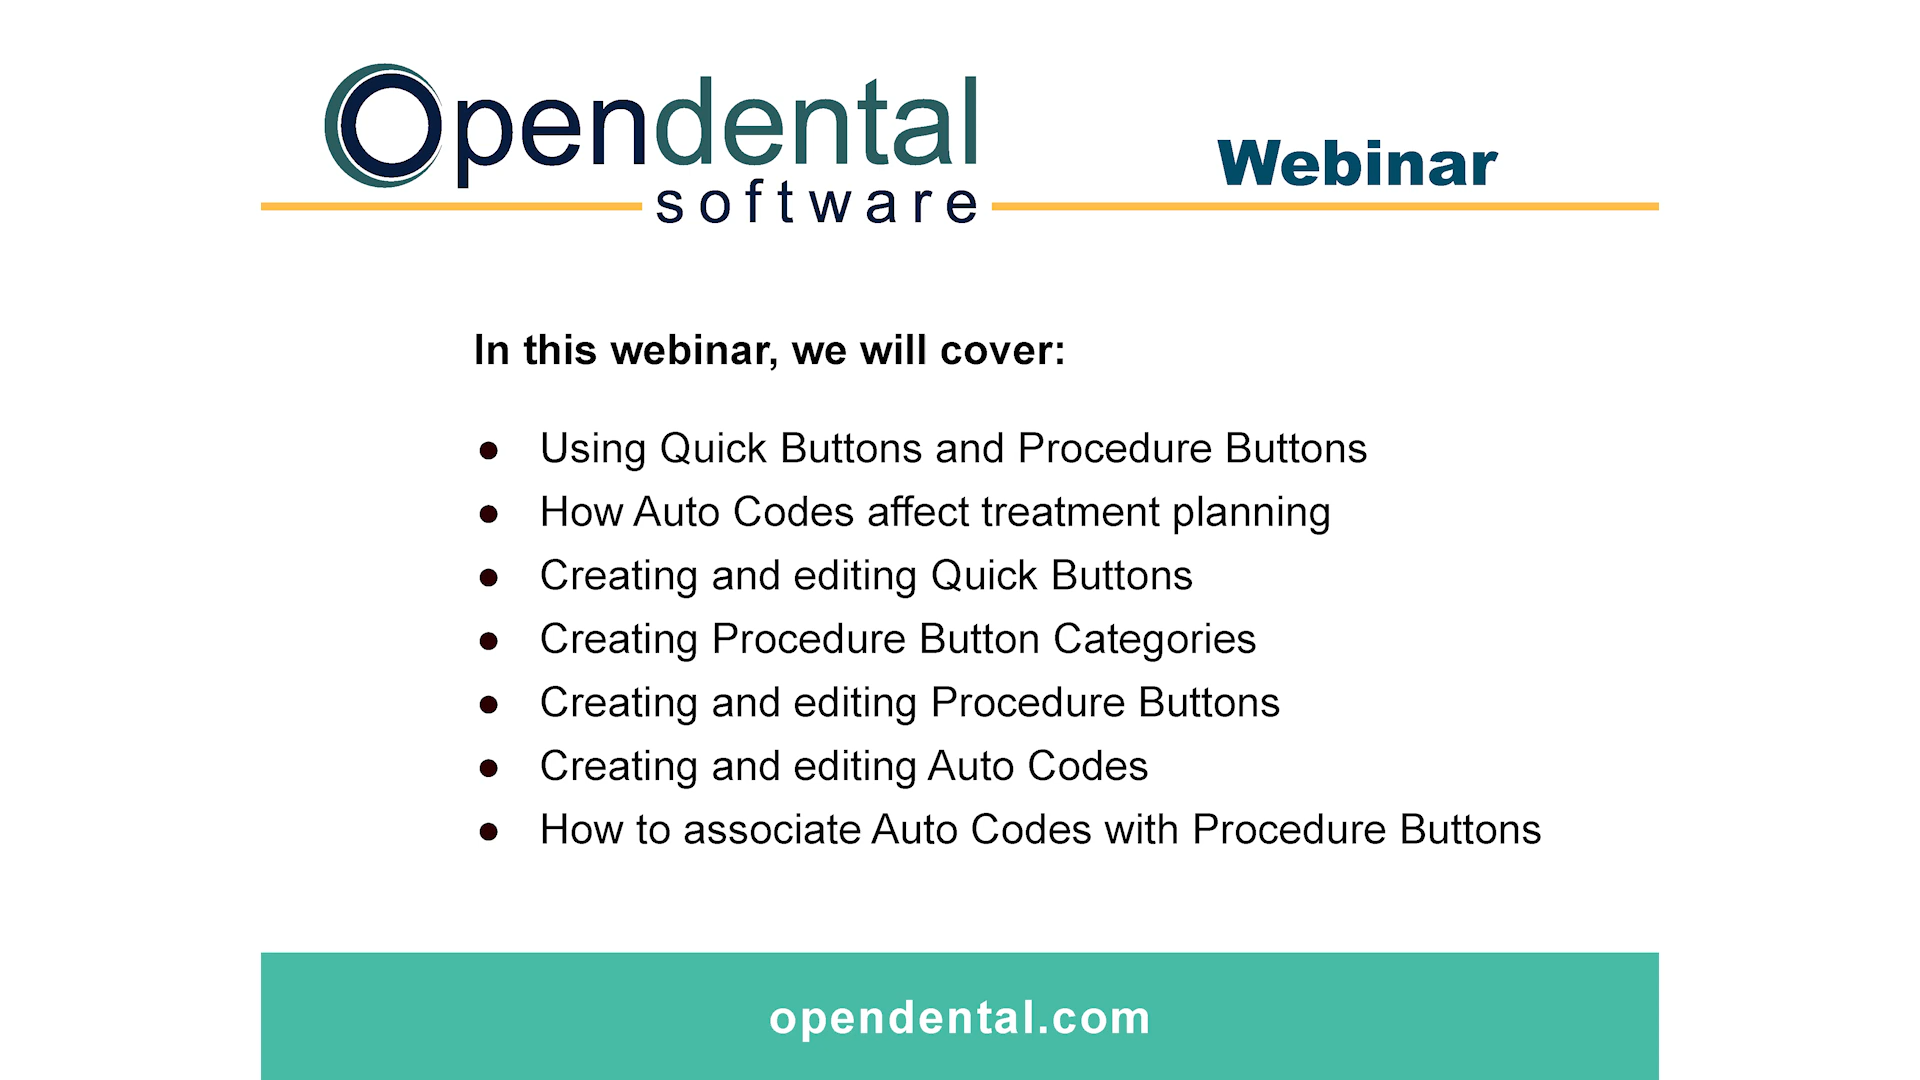 Opendental
software
Webinar
In this webinar, we will cover:
● Using Quick Buttons and Procedure Buttons
● How Auto Codes affect treatment planning
● Creating and editing Quick Buttons
● Creating Procedure Button Categories
● Creating and editing Procedure Buttons
● Creating and editing Auto Codes
● How to associate Auto Codes with Procedure Buttons
opendental.com